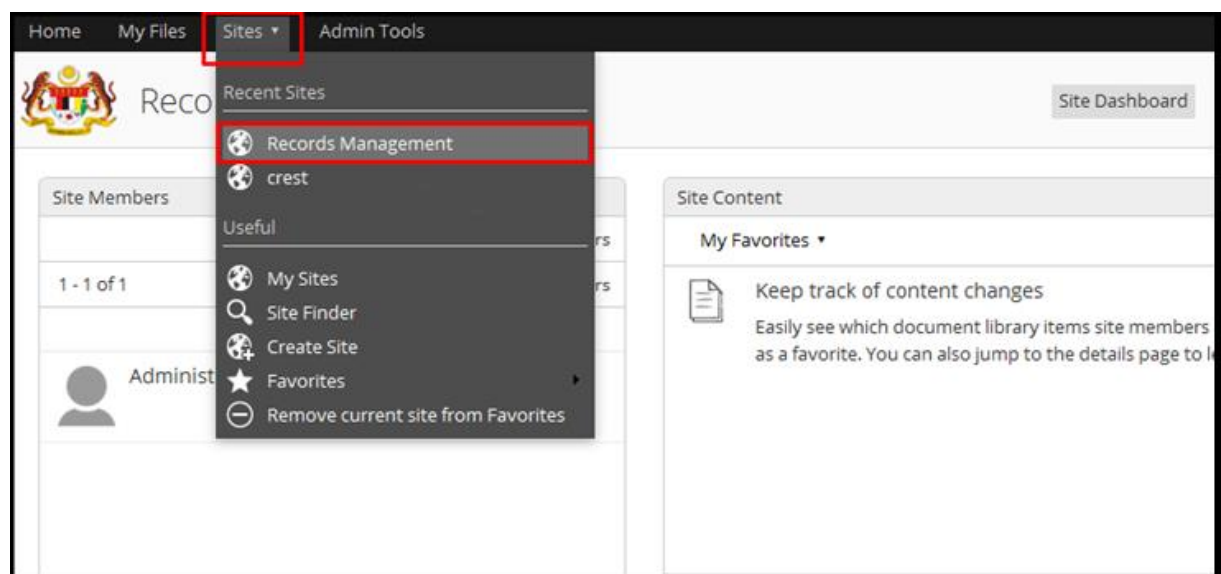 Home My Files Sites ▾ Admin Tools
Reco
Site Dashboard
Recent Sites
Records Management
crest
Useful
My Sites
Site Finder
Create Site
Favorites
Remove current site from Favorites
Site Members
rs
1 - 1 of 1 rs
Administ
Site Content
My Favorites ▾
Keep track of content changes
Easily see which document library items site members
as a favorite. You can also jump to the details page to